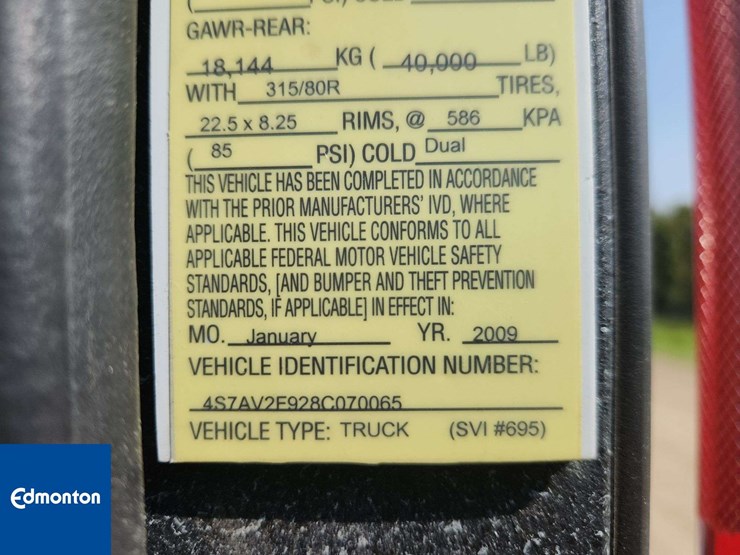 GAWR-REAR:
18,144 KG ( 40,000 LB)
WITH 315/80R TIRES,
22.5 x 8.25 RIMS, @ 586 KPA
( 85 PSI) COLD Dual
THIS VEHICLE HAS BEEN COMPLETED IN ACCORDANCE
WITH THE PRIOR MANUFACTURERS' IVD, WHERE
APPLICABLE. THIS VEHICLE CONFORMS TO ALL
APPLICABLE FEDERAL MOTOR VEHICLE SAFETY
STANDARDS, [AND BUMPER AND THEFT PREVENTION
STANDARDS, IF APPLICABLE] IN EFFECT IN:
MO. January YR. 2009
VEHICLE IDENTIFICATION NUMBER:
4S7AV2F928C070065
VEHICLE TYPE: TRUCK (SVI #695)
Edmonton